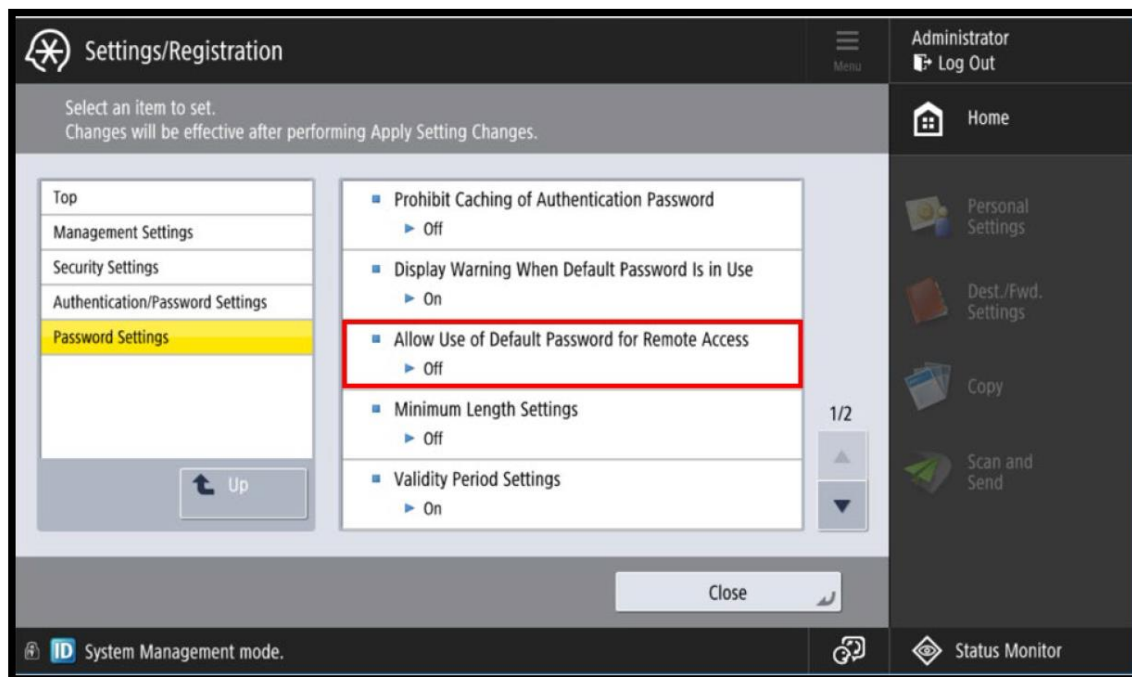 Settings/Registration
Menu
Administrator
Log Out
Select an item to set.
Changes will be effective after performing Apply Setting Changes.
Home
Top
Management Settings
Security Settings
Authentication/Password Settings
Password Settings
Up
Prohibit Caching of Authentication Password
Off
Display Warning When Default Password Is in Use
On
Allow Use of Default Password for Remote Access
Off
Minimum Length Settings
Off
Validity Period Settings
On
1/2
Personal
Settings
Dest./Fwd.
Settings
Copy
Scan and
Send
Close
ID System Management mode.
Status Monitor